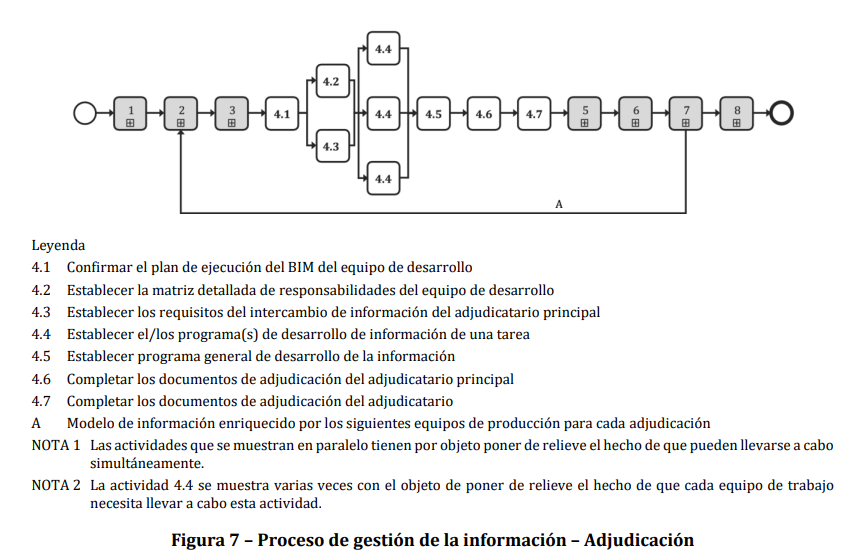 4.4
4.2
1
2
3
4.1
4.4
4.5
4.6
4.7
5
6
7
8
4.3
4.4
A
Leyenda
4.1 Confirmar el plan de ejecución del BIM del equipo de desarrollo
4.2 Establecer la matriz detallada de responsabilidades del equipo de desarrollo
4.3 Establecer los requisitos del intercambio de información del adjudicatario principal
4.4 Establecer el/los programa(s) de desarrollo de información de una tarea
4.5 Establecer programa general de desarrollo de la información
4.6 Completar los documentos de adjudicación del adjudicatario principal
4.7 Completar los documentos de adjudicación del adjudicatario
A Modelo de información enriquecido por los siguientes equipos de producción para cada adjudicación
NOTA 1 Las actividades que se muestran en paralelo tienen por objeto poner de relieve el hecho de que pueden llevarse a cabo
simultáneamente.
NOTA 2 La actividad 4.4 se muestra varias veces con el objeto de poner de relieve el hecho de que cada equipo de trabajo
necesita llevar a cabo esta actividad.
Figura 7 – Proceso de gestión de la información – Adjudicación